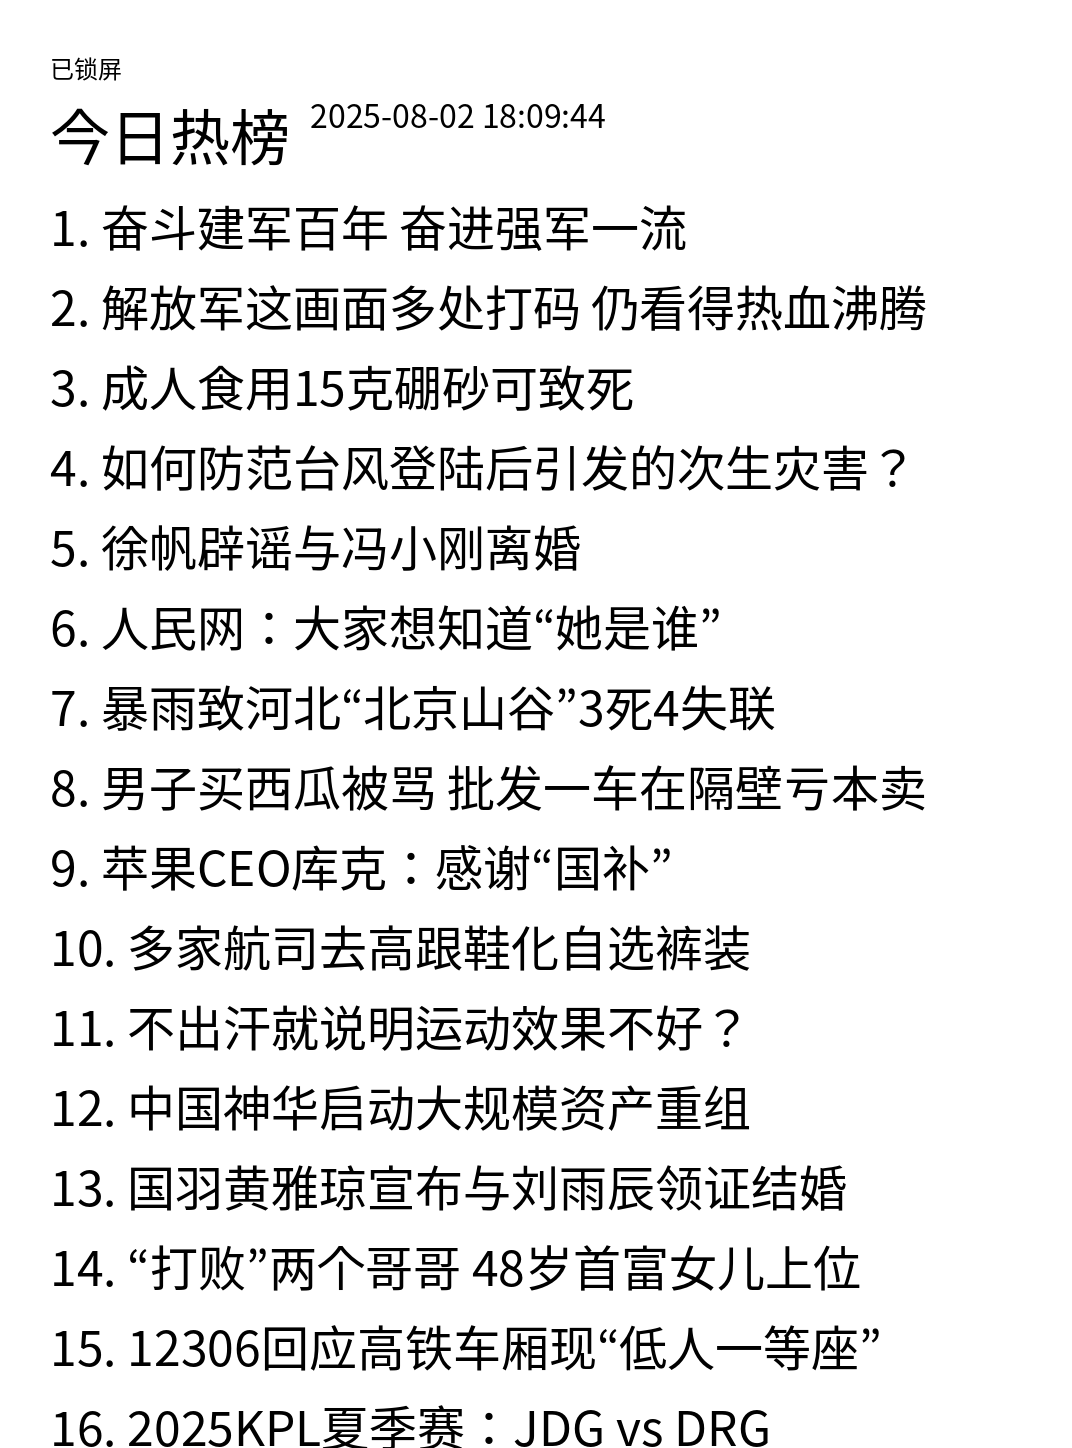 已锁屏
今日热榜 2025-08-02 18:09:44
1. 奋斗建军百年 奋进强军一流
2. 解放军这画面多处打码 仍看得热血沸腾
3. 成人食用15克硼砂可致死
4. 如何防范台风登陆后引发的次生灾害？
5. 徐帆辟谣与冯小刚离婚
6. 人民网：大家想知道“她是谁”
7. 暴雨致河北“北京山谷”3死4失联
8. 男子买西瓜被骂 批发一车在隔壁亏本卖
9. 苹果CEO库克：感谢“国补”
10. 多家航司去高跟鞋化自选裤装
11. 不出汗就说明运动效果不好？
12. 中国神华启动大规模资产重组
13. 国羽黄雅琼宣布与刘雨辰领证结婚
14. “打败”两个哥哥 48岁首富女儿上位
15. 12306回应高铁车厢现“低人一等座”
16. 2025KPL夏季赛：JDG vs DRG